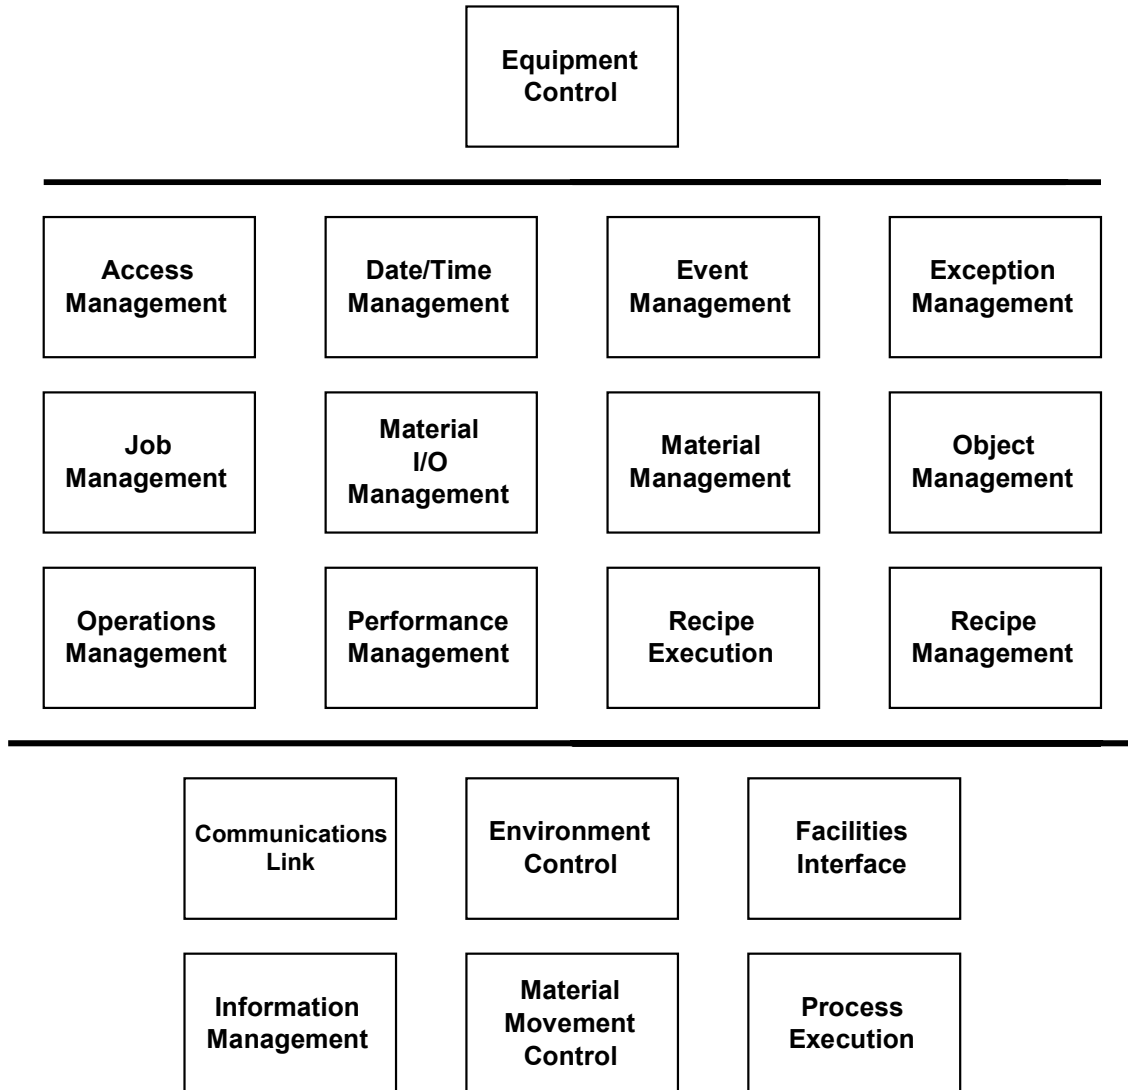 Equipment
Control
Access
Management
Date/Time
Management
Event
Management
Exception
Management
Job
Management
Material
I/O
Management
Material
Management
Object
Management
Operations
Management
Performance
Management
Recipe
Execution
Recipe
Management
Communications
Link
Environment
Control
Facilities
Interface
Information
Management
Material
Movement
Control
Process
Execution